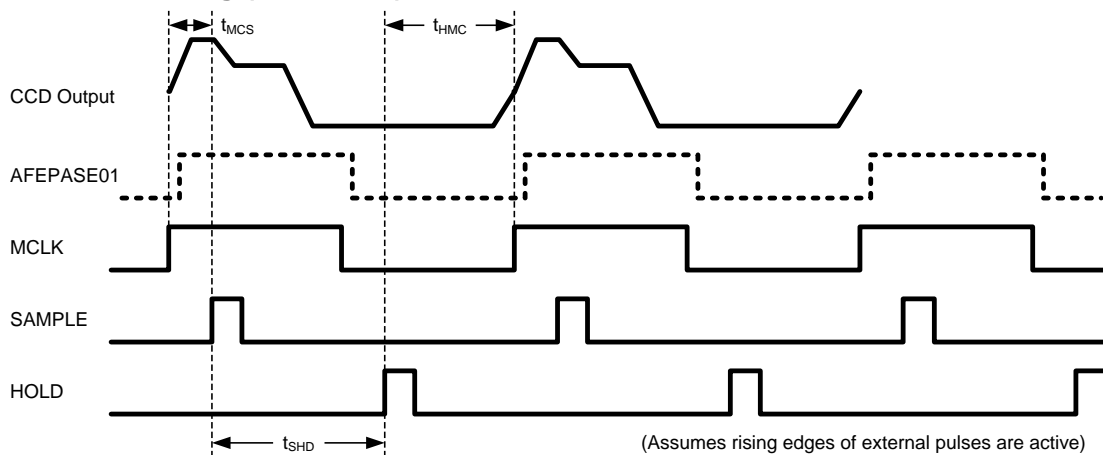 tMCS
tHMC
CCD Output
AFEPASE01
MCLK
SAMPLE
HOLD
tSHD
(Assumes rising edges of external pulses are active)